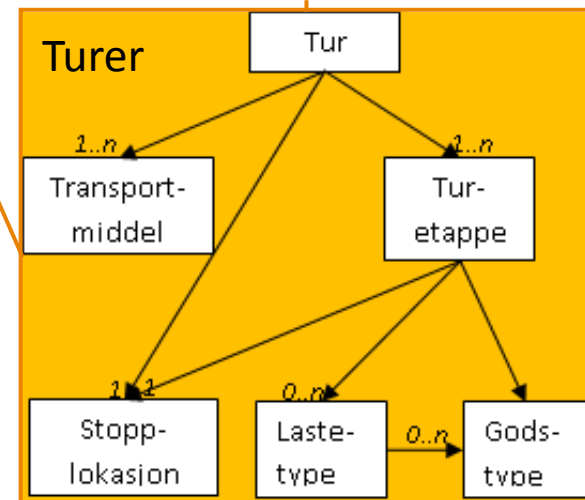 Turer
Tur
1..n
1..n
Transport-
middel
Tur-
etappe
1
1
0..n
Stopp-
lokasjon
Laste-
type
0..n
Gods-
type